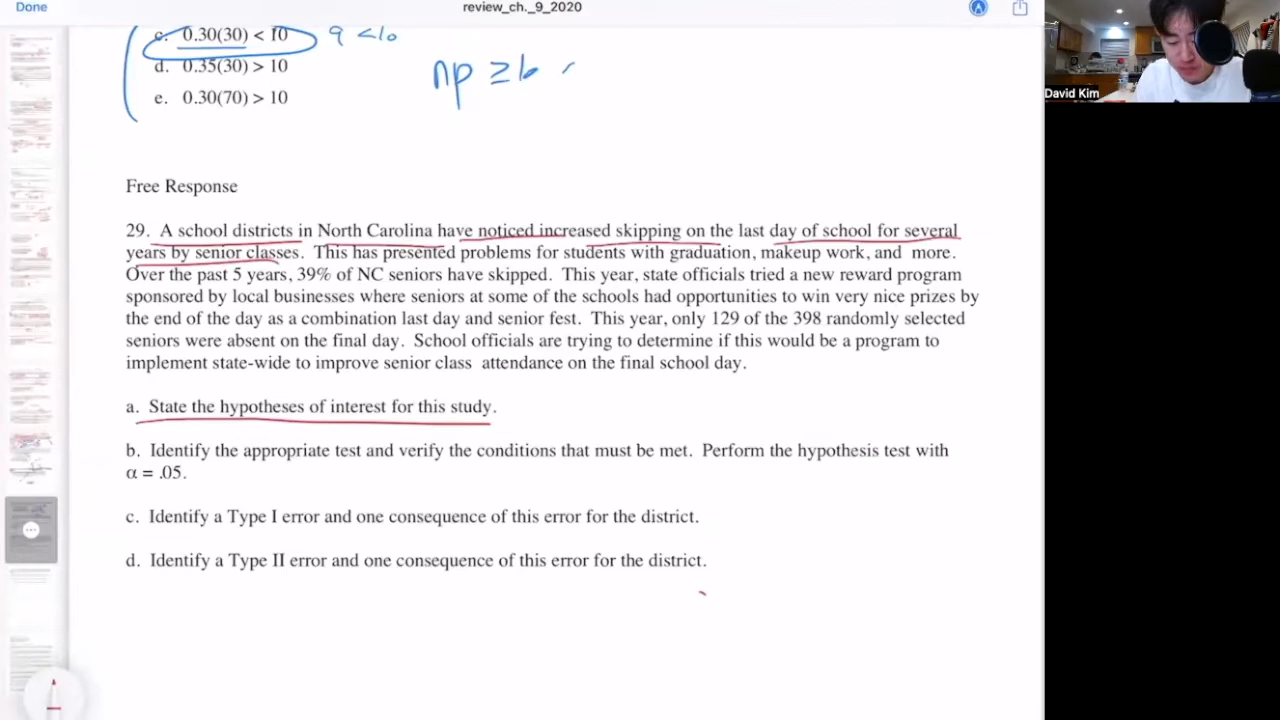 Done
review_ch._9_2020
c. 0.30(30) < 10
9 < 10
d. 0.35(30) > 10
np ≥ 6
e. 0.30(70) > 10
David Kim
Free Response
29. A school districts in North Carolina have noticed increased skipping on the last day of school for several
years by senior classes. This has presented problems for students with graduation, makeup work, and more.
Over the past 5 years, 39% of NC seniors have skipped. This year, state officials tried a new reward program
sponsored by local businesses where seniors at some of the schools had opportunities to win very nice prizes by
the end of the day as a combination last day and senior fest. This year, only 129 of the 398 randomly selected
seniors were absent on the final day. School officials are trying to determine if this would be a program to
implement state-wide to improve senior class attendance on the final school day.
a. State the hypotheses of interest for this study.
b. Identify the appropriate test and verify the conditions that must be met. Perform the hypothesis test with
α = .05.
c. Identify a Type I error and one consequence of this error for the district.
d. Identify a Type II error and one consequence of this error for the district.